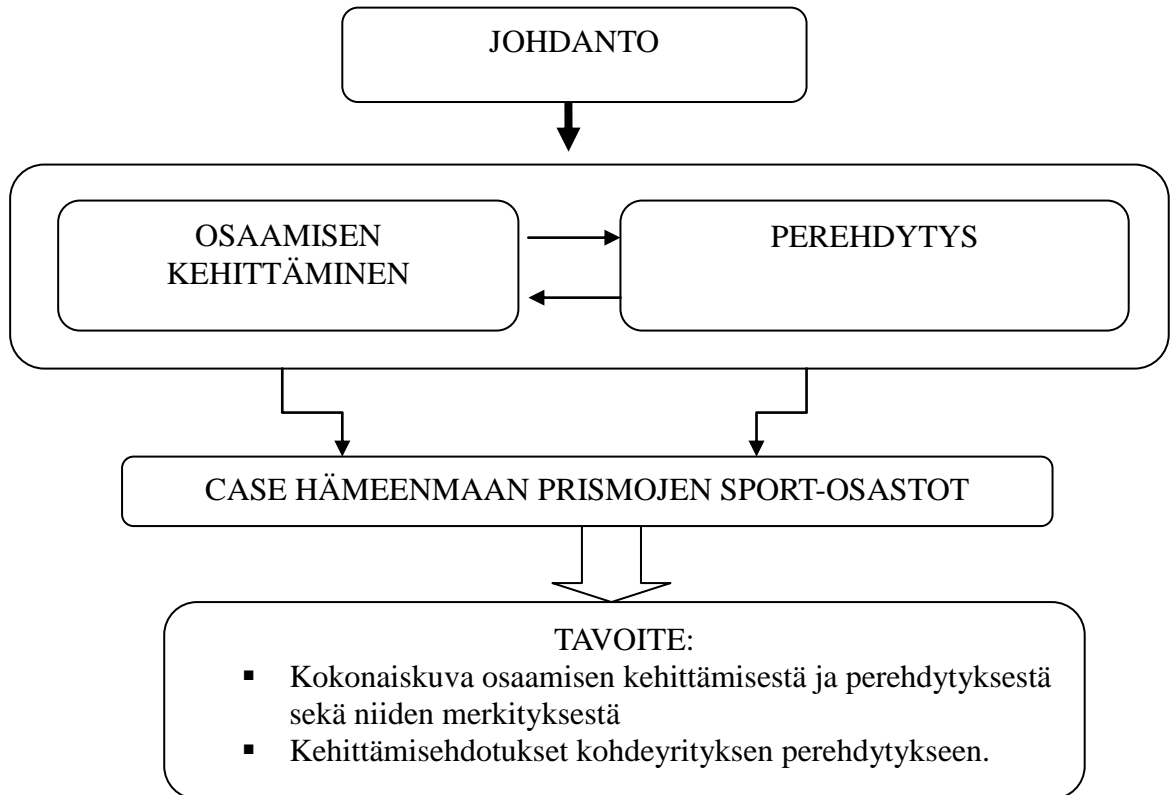 JOHDANTO
OSAAMISEN
KEHITTÄMINEN
PEREHDYTYS
CASE HÄMEENMAAN PRISMOJEN SPORT-OSASTOT
TAVOITE:
▪ Kokonaiskuva osaamisen kehittämisestä ja perehdytyksestä
sekä niiden merkityksestä
▪ Kehittämisehdotukset kohdeyrityksen perehdytykseen.